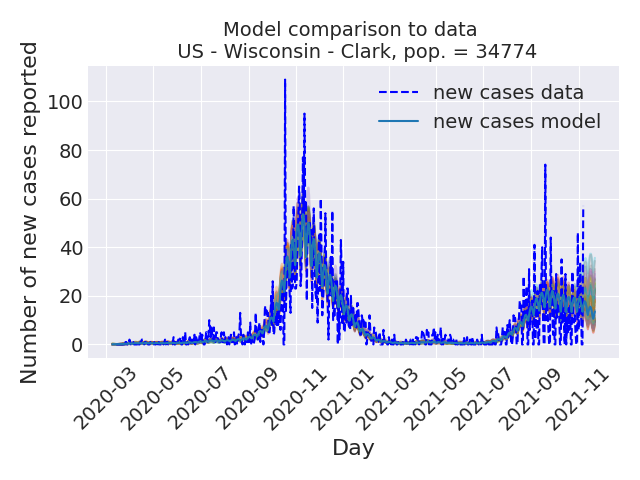 Model comparison to data
US - Wisconsin - Clark, pop. = 34774
Number of new cases reported
100
80
60
40
20
0
new cases data
new cases model
2020-03
2020-05
2020-07
2020-09
2020-11
2021-01
2021-03
2021-05
2021-07
2021-09
2021-11
Day